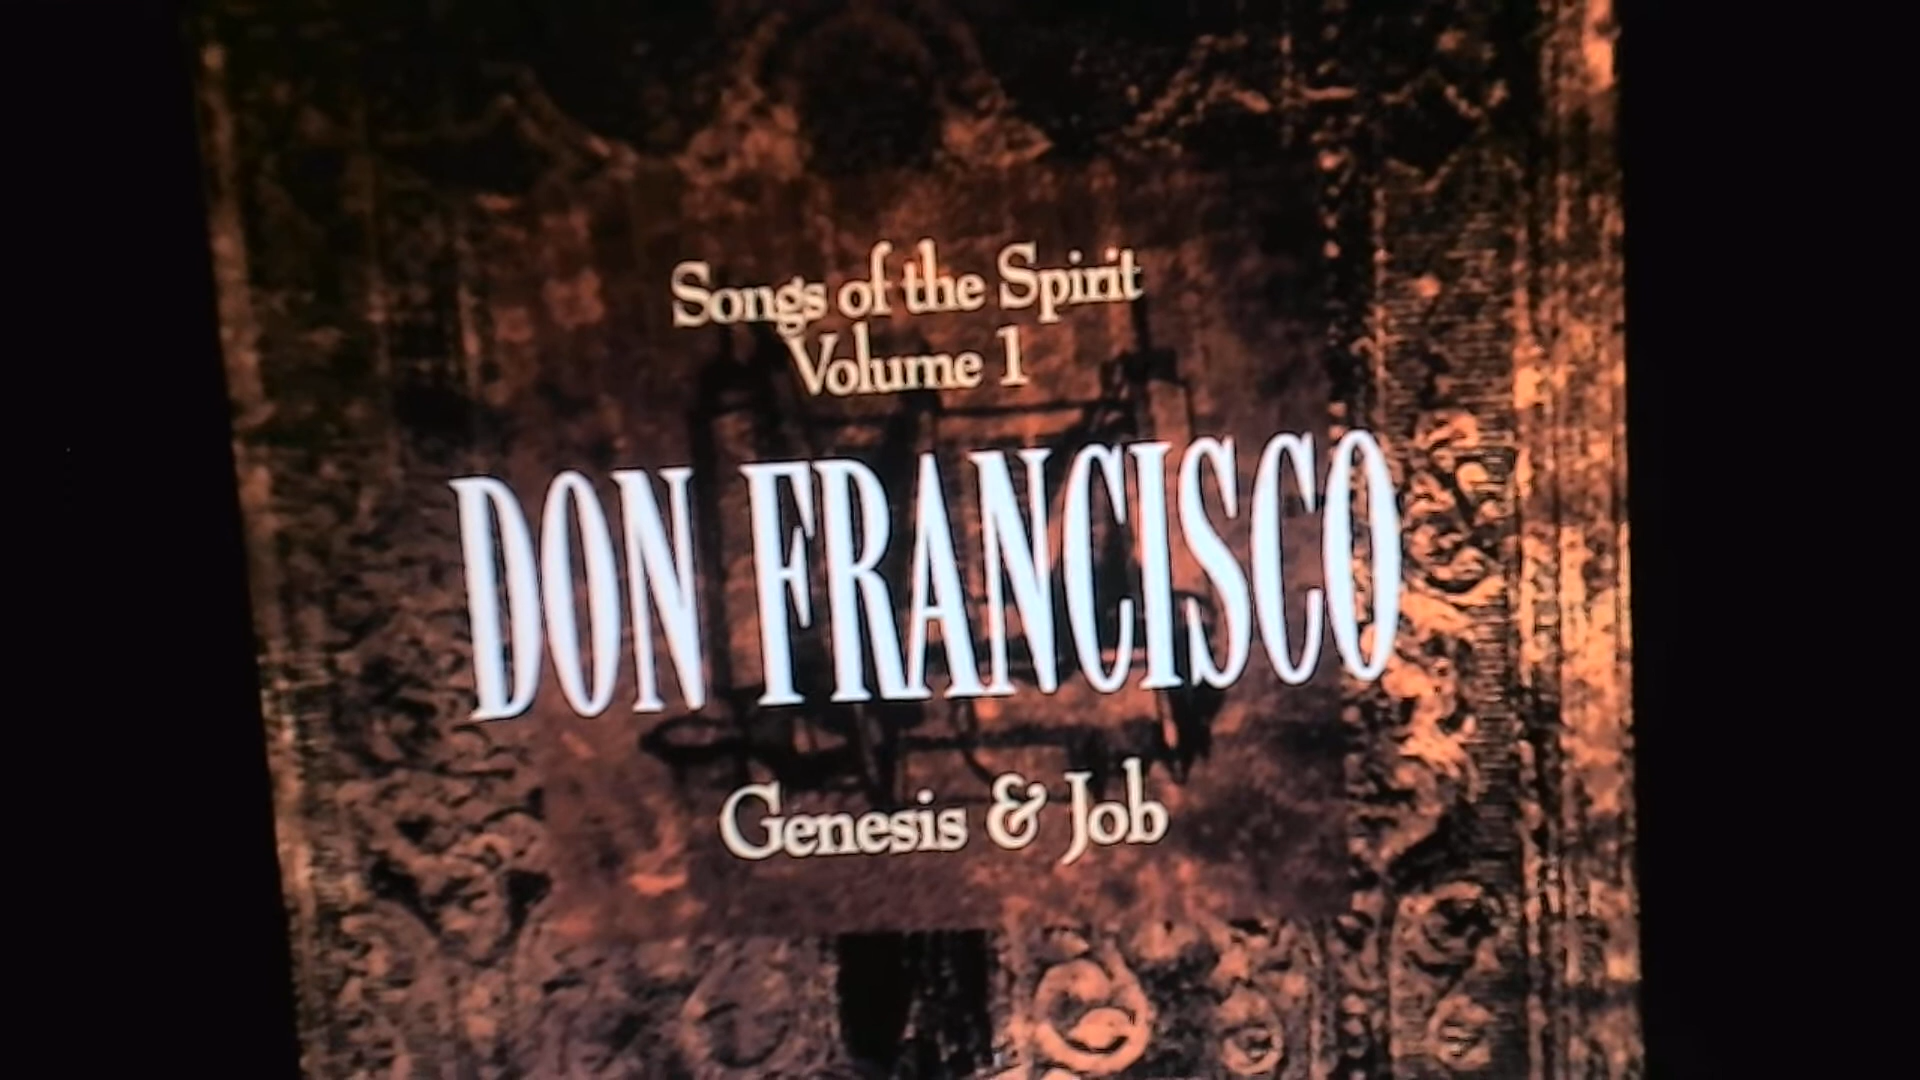 Songs of the Spirit
Volume 1
DON FRANCISCO
Genesis & Job